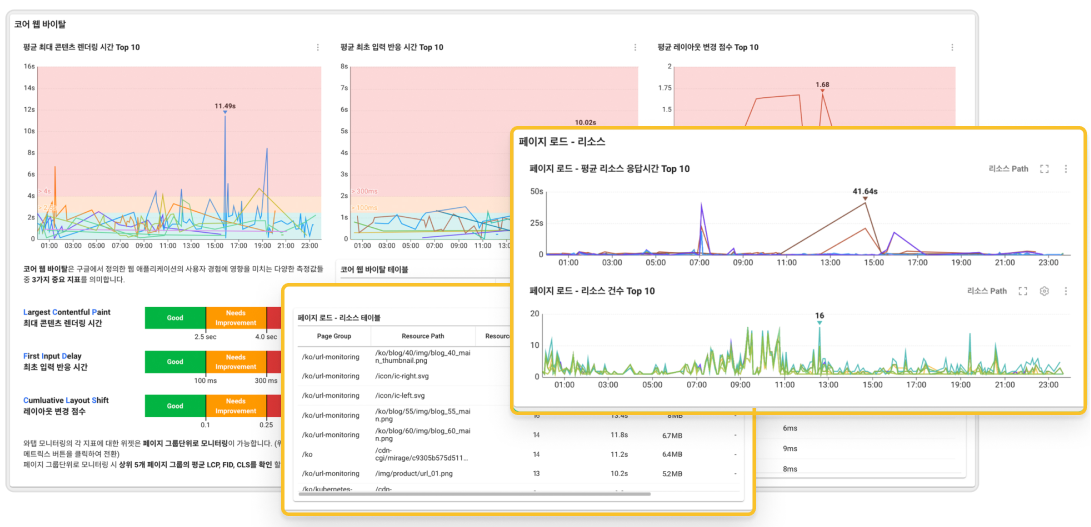 코어 웹 바이탈
평균 최대 콘텐츠 렌더링 시간 Top 10
16s
14s
12s
10s
8s
6s
4s
2s
0
11.49s
> 4s
01:00 03:00 05:00 07:00 09:00 11:00 13:00 15:00 17:00 19:00 21:00 23:00
평균 최초 입력 반응 시간 Top 10
8s
7s
6s
5s
4s
3s
2s
1s
0
10.02s
> 300ms
> 100ms
01:00 03:00 05:00 07:00 09:00 11:00 13:00
평균 레이아웃 변경 점수 Top 10
2
1.75
1.5
1.68
코어 웹 바이탈은 구글에서 정의한 웹 애플리케이션의 사용자 경험에 영향을 미치는 다양한 측정값들
중 3가지 중요 지표를 의미합니다.
Largest Contentful Paint
최대 콘텐츠 렌더링 시간
Good
Needs
Improvement
2.5 sec
4.0 sec
First Input Delay
최초 입력 반응 시간
Good
Needs
Improvement
100 ms
300 ms
Cumluative Layout Shift
레이아웃 변경 점수
Good
Needs
Improvement
0.1
0.25
와탭 모니터링의 각 지표에 대한 위젯은 페이지 그룹단위로 모니터링이 가능합니다.
메트릭스 버튼을 클릭하여 전환)
페이지 그룹단위로 모니터링 시 상위 5개 페이지 그룹의 평균 LCP, FID, CLS를 확인
코어 웹 바이탈 테이블
6ms
9ms
8ms
페이지 로드 - 리소스 테이블
Page Group Resource Path
/ko/url-monitoring /ko/blog/40/img/blog_40_mai
n_thumbnail.png
/ko/url-monitoring /icon/ic-right.svg
/ko/url-monitoring /icon/ic-left.svg
/ko/url-monitoring /ko/blog/55/img/blog_55_mai
n.png
16 13.4s 81MB
/ko/url-monitoring /ko/blog/60/img/blog_60_mai
n.png
14 11.8s 6.7MB -
/ko /cdn-
cgi/mirage/c9305b575d511...
14 11.2s 6.4MB -
/ko/url-monitoring /img/product/url_01.png 13 10.2s 5.2MB -
/ko/kubernetes- /cdn-
페이지 로드 - 리소스
페이지 로드 - 평균 리소스 응답시간 Top 10
리소스 Path
50s
25s
0
41.64s
01:00 03:00 05:00 07:00 09:00 11:00 13:00 15:00 17:00 19:00 21:00 23:00
페이지 로드 - 리소스 건수 Top 10
리소스 Path
20
10
0
16
01:00 03:00 05:00 07:00 09:00 11:00 13:00 15:00 17:00 19:00 21:00 23:00